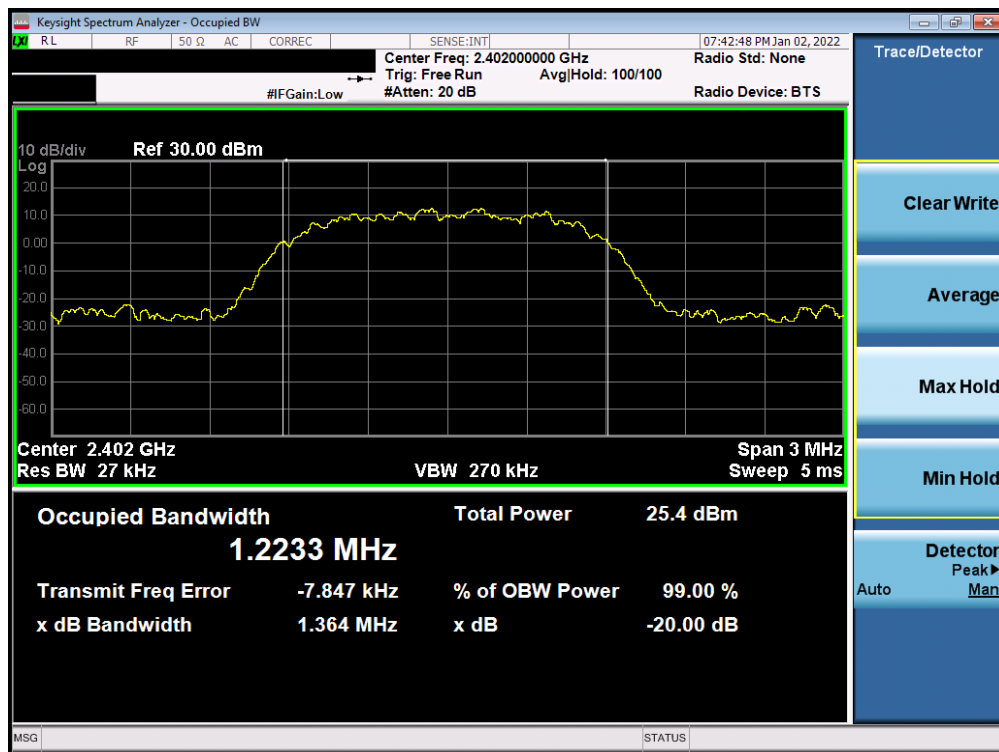 Keysight Spectrum Analyzer - Occupied BW
LXI RL RF 50 Ω AC CORREC SENSE:INT 07:42:48 PM Jan 02, 2022
Center Freq: 2.402000000 GHz Radio Std: None
Trig: Free Run Avg|Hold: 100/100
#IFGain:Low #Atten: 20 dB Radio Device: BTS
10 dB/div Ref 30.00 dBm
Log
20.0
10.0
0.00
-10.0
-20.0
-30.0
-40.0
-50.0
-60.0
Center 2.402 GHz Span 3 MHz
Res BW 27 kHz VBW 270 kHz Sweep 5 ms
Occupied Bandwidth Total Power 25.4 dBm
1.2233 MHz
Transmit Freq Error -7.847 kHz % of OBW Power 99.00 %
x dB Bandwidth 1.364 MHz x dB -20.00 dB
MSG STATUS
Trace/Detector
Clear Write
Average
Max Hold
Min Hold
Detector
Peak▶
Auto Man